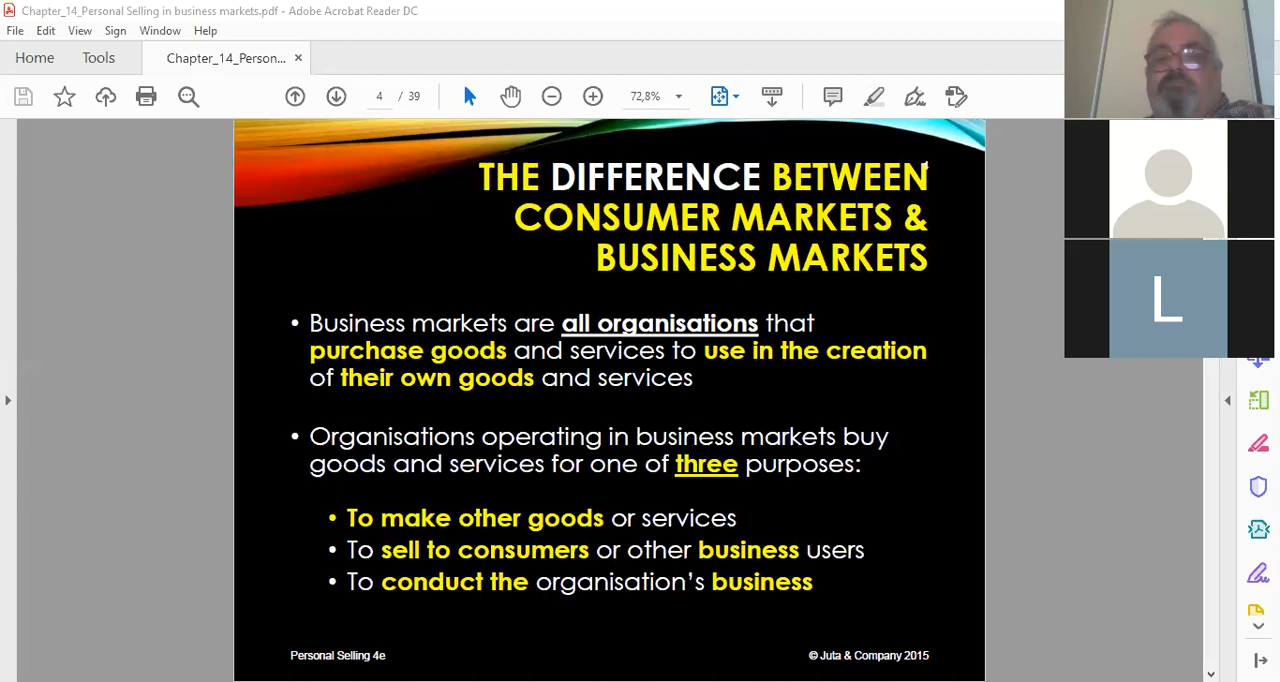 Chapter_14_Personal Selling in business markets.pdf - Adobe Acrobat Reader DC
File Edit View Sign Window Help
Home Tools Chapter_14_Person... ×
4 / 39 72,8%
THE DIFFERENCE BETWEEN
CONSUMER MARKETS &
BUSINESS MARKETS
• Business markets are all organisations that
purchase goods and services to use in the creation
of their own goods and services
• Organisations operating in business markets buy
goods and services for one of three purposes:
• To make other goods or services
• To sell to consumers or other business users
• To conduct the organisation’s business
Personal Selling 4e © Juta & Company 2015
L